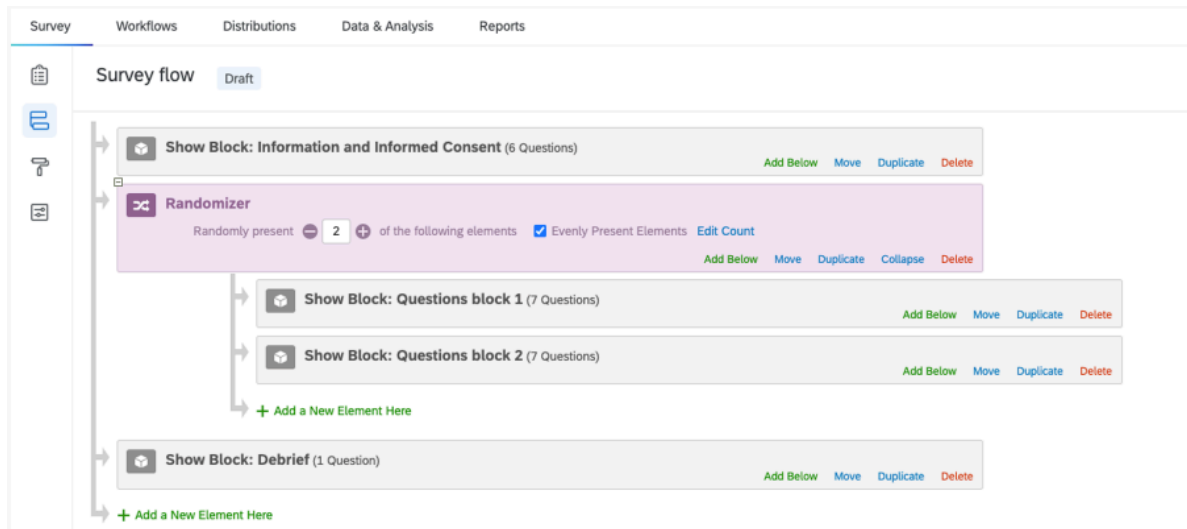 Survey Workflows Distributions Data & Analysis Reports
Survey flow Draft
Show Block: Information and Informed Consent (6 Questions)
Add Below Move Duplicate Delete
Randomizer
Randomly present 2 of the following elements Evenly Present Elements Edit Count
Add Below Move Duplicate Collapse Delete
Show Block: Questions block 1 (7 Questions)
Add Below Move Duplicate Delete
Show Block: Questions block 2 (7 Questions)
Add Below Move Duplicate Delete
+ Add a New Element Here
Show Block: Debrief (1 Question)
Add Below Move Duplicate Delete
+ Add a New Element Here